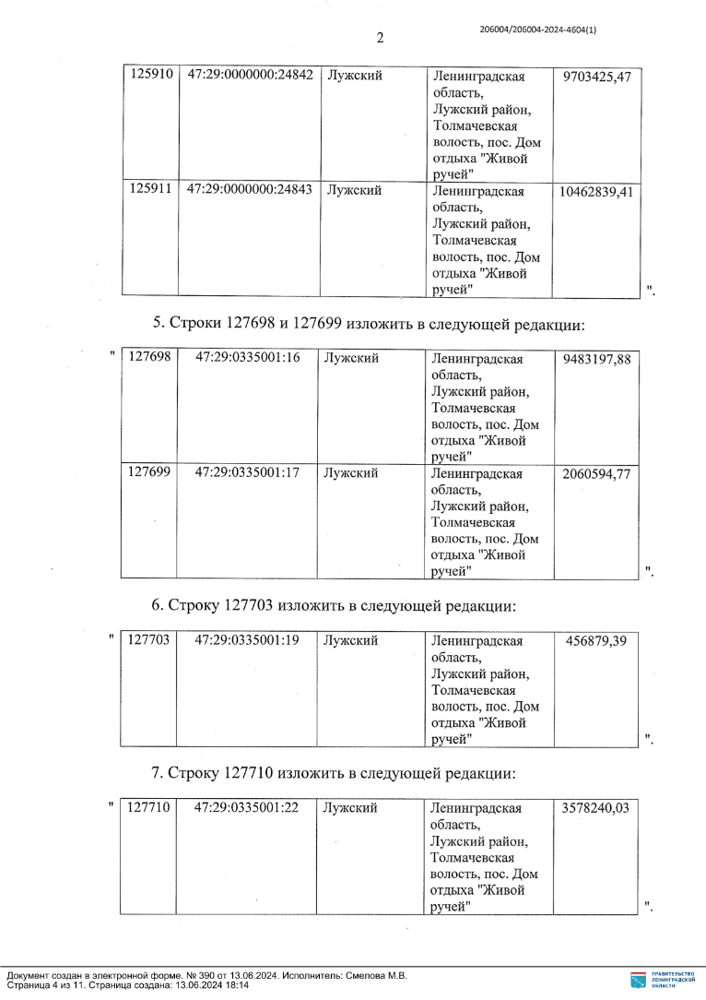 206004/206004-2024-4604(1)
2
125910 47:29:0000000:24842 Лужский Ленинградская 9703425,47
область,
Лужский район,
Толмачевская
волость, пос. Дом
отдыха "Живой
ручей"
125911 47:29:0000000:24843 Лужский Ленинградская 10462839,41
область,
Лужский район,
Толмачевская
волость, пос. Дом
отдыха "Живой
ручей" ".
5. Строки 127698 и 127699 изложить в следующей редакции:
" 127698 47:29:0335001:16 Лужский Ленинградская 9483197,88
область,
Лужский район,
Толмачевская
волость, пос. Дом
отдыха "Живой
ручей"
127699 47:29:0335001:17 Лужский Ленинградская 2060594,77
область,
Лужский район,
Толмачевская
волость, пос. Дом
отдыха "Живой
ручей" ".
6. Строку 127703 изложить в следующей редакции:
" 127703 47:29:0335001:19 Лужский Ленинградская 456879,39
область,
Лужский район,
Толмачевская
волость, пос. Дом
отдыха "Живой
ручей" ".
7. Строку 127710 изложить в следующей редакции:
" 127710 47:29:0335001:22 Лужский Ленинградская 3578240,03
область,
Лужский район,
Толмачевская
волость, пос. Дом
отдыха "Живой
ручей" ".
Документ создан в электронной форме. № 390 от 13.06.2024. Исполнитель: Смелова М.В.
Страница 4 из 11. Страница создана: 13.06.2024 18:14
ПРАВИТЕЛЬСТВО
ЛЕНИНГРАДСКОЙ
ОБЛАСТИ